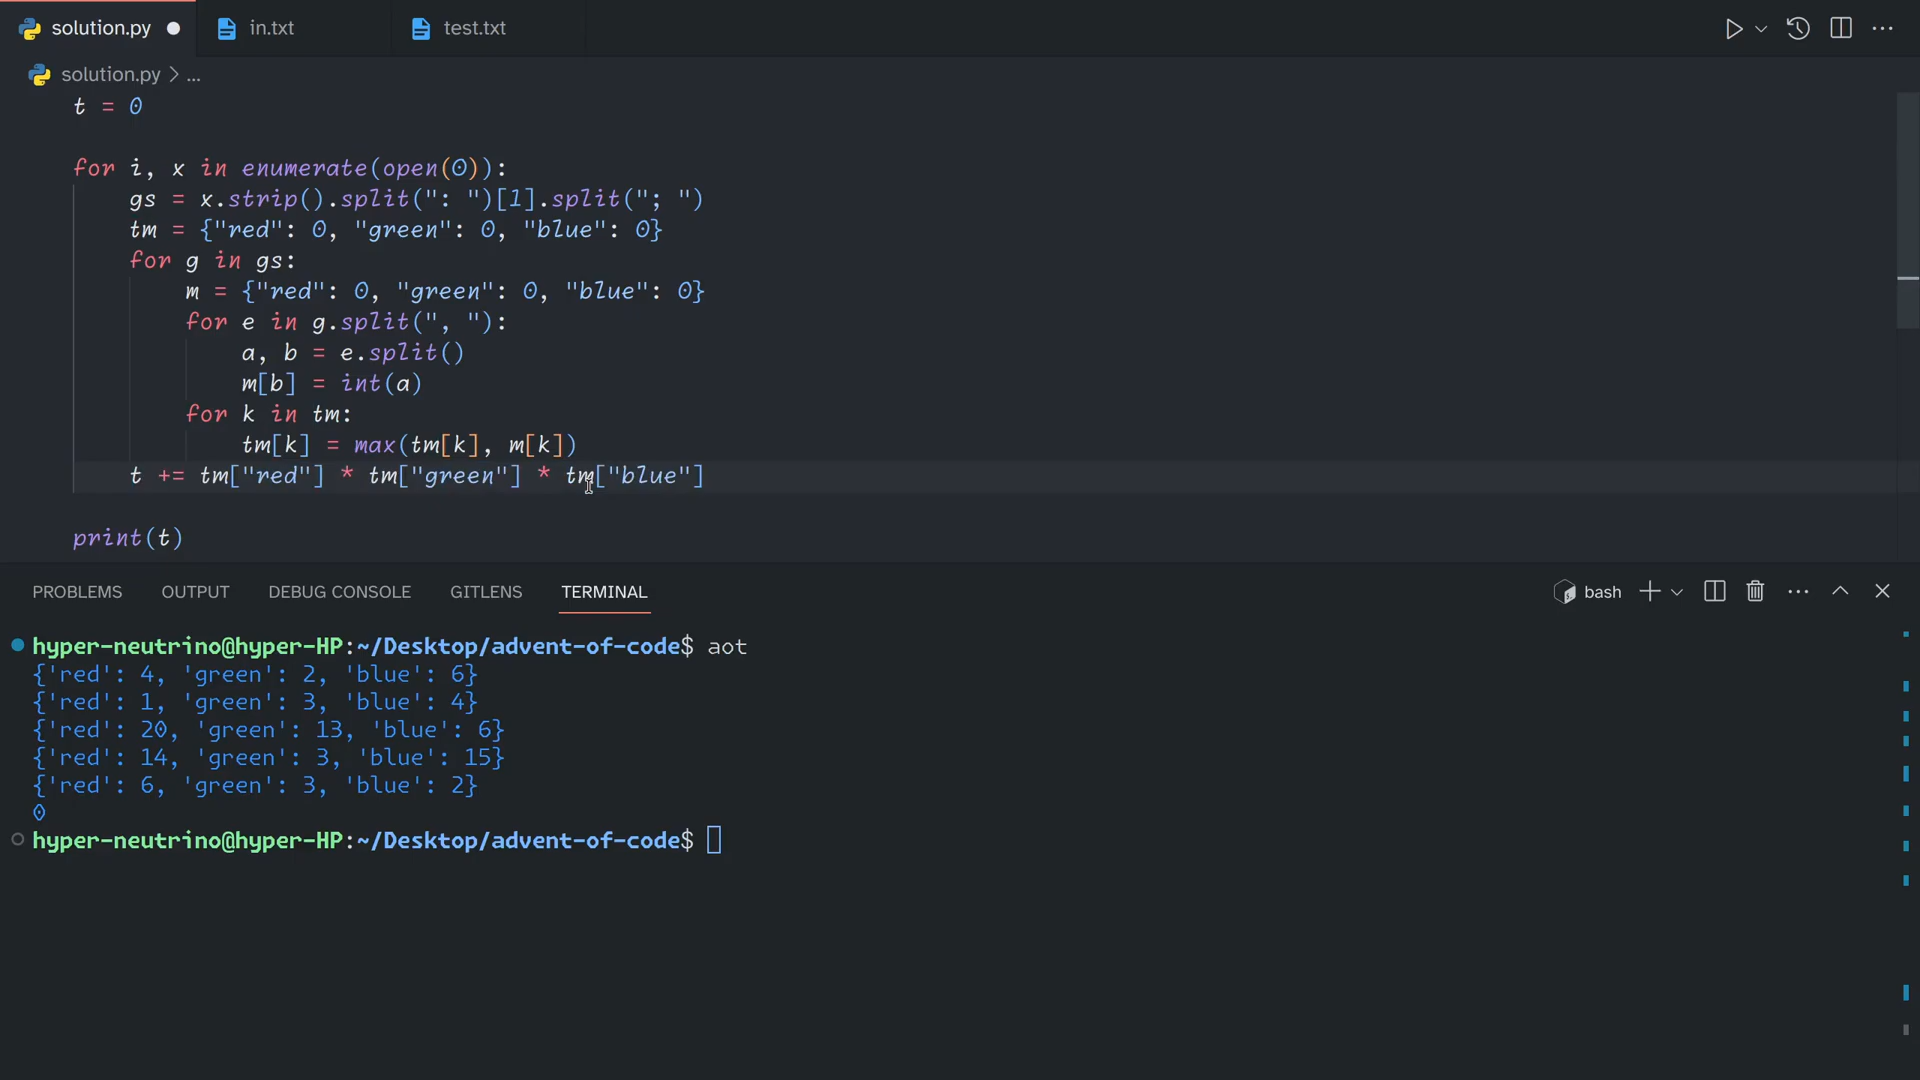 solution.py
in.txt
test.txt
solution.py > ...
t = 0
for i, x in enumerate(open(0)):
gs = x.strip().split(": ")[1].split("; ")
tm = {"red": 0, "green": 0, "blue": 0}
for g in gs:
m = {"red": 0, "green": 0, "blue": 0}
for e in g.split(", "):
a, b = e.split()
m[b] = int(a)
for k in tm:
tm[k] = max(tm[k], m[k])
t += tm["red"] * tm["green"] * tm["blue"]
print(t)
PROBLEMS OUTPUT DEBUG CONSOLE GITLENS TERMINAL
bash
hyper-neutrino@hyper-HP:~/Desktop/advent-of-code$ aot
{'red': 4, 'green': 2, 'blue': 6}
{'red': 1, 'green': 3, 'blue': 4}
{'red': 20, 'green': 13, 'blue': 6}
{'red': 14, 'green': 3, 'blue': 15}
{'red': 6, 'green': 3, 'blue': 2}
0
hyper-neutrino@hyper-HP:~/Desktop/advent-of-code$